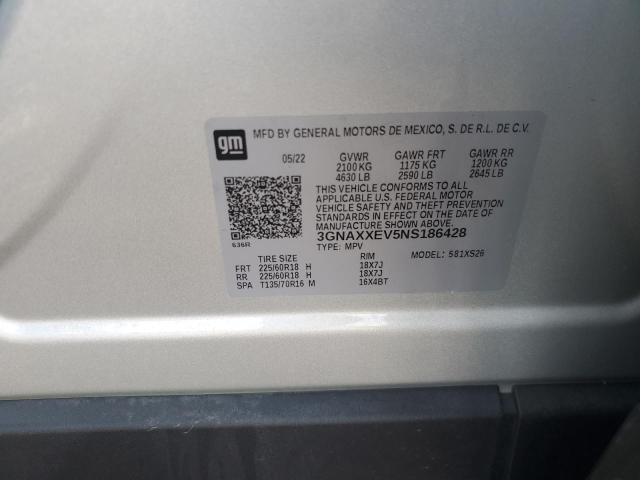 gm
MFD BY GENERAL MOTORS DE MEXICO, S. DE R.L. DE C.V.
05/22 GVWR GAWR FRT GAWR RR
2100 KG 1175 KG 1200 KG
4630 LB 2590 LB 2645 LB
THIS VEHICLE CONFORMS TO ALL
APPLICABLE U.S. FEDERAL MOTOR
VEHICLE SAFETY AND THEFT PREVENTION
STANDARDS IN EFFECT ON THE DATE OF
MANUFACTURE SHOWN ABOVE.
3GNAXXEV5NS186428
636R TYPE: MPV MODEL: 581XS26
TIRE SIZE RIM
FRT 225/60R18 H 18X7J
RR 225/60R18 H 18X7J
SPA T135/70R16 M 16X4BT